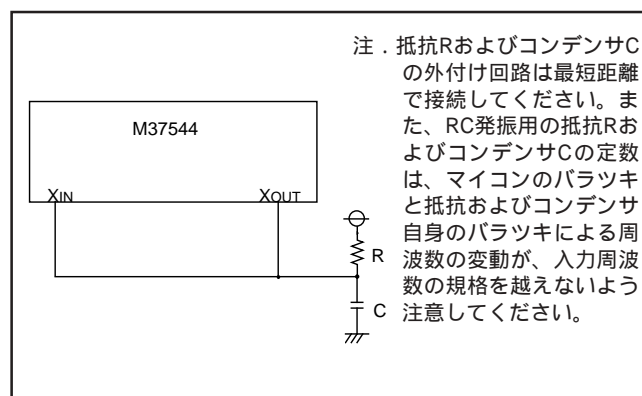 注．抵抗RおよびコンデンサC
の外付け回路は最短距離
で接続してください。ま
た、RC発振用の抵抗Rお
よびコンデンサCの定数
は、マイコンのバラツキ
と抵抗およびコンデンサ
自身のバラツキによる周
波数の変動が、入力周波
数の規格を越えないよう
注意してください。
M37544
XIN
XOUT
R
C